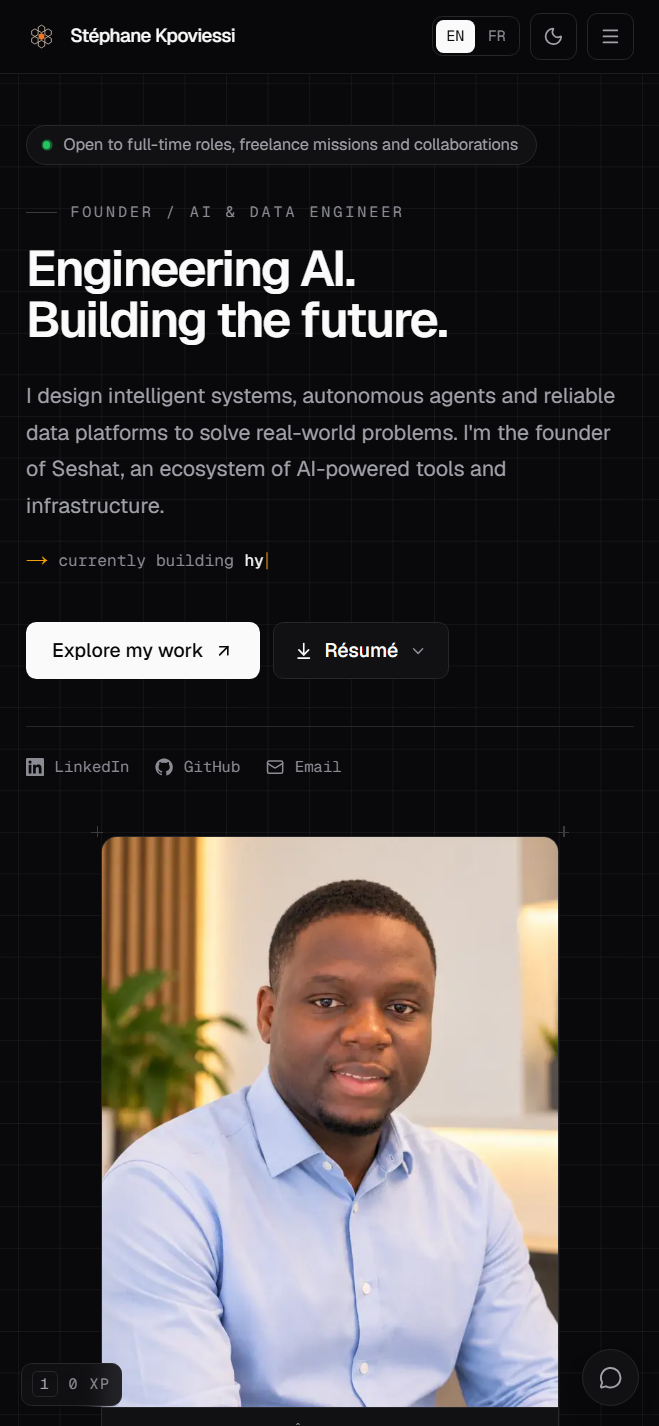 Stéphane Kpoviessi
EN FR
Open to full-time roles, freelance missions and collaborations
FOUNDER / AI & DATA ENGINEER
Engineering AI.
Building the future.
I design intelligent systems, autonomous agents and reliable
data platforms to solve real-world problems. I'm the founder
of Seshat, an ecosystem of AI-powered tools and
infrastructure.
→ currently building hy
Explore my work ↗
Résumé
LinkedIn GitHub Email
1 0 XP